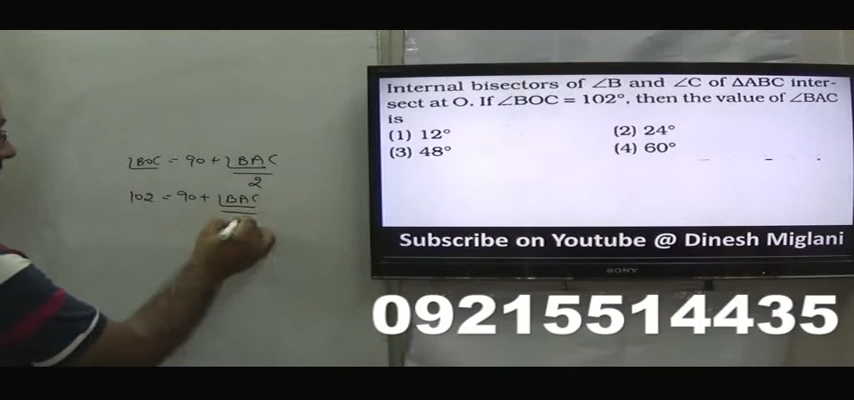 ∠BOC = 90 + ∠BAC
2
102 = 90 + ∠BAC
Internal bisectors of ∠B and ∠C of ΔABC inter-
sect at O. If ∠BOC = 102°, then the value of ∠BAC
is
(1) 12° (2) 24°
(3) 48° (4) 60°
Subscribe on Youtube @ Dinesh Miglani
SONY
09215514435